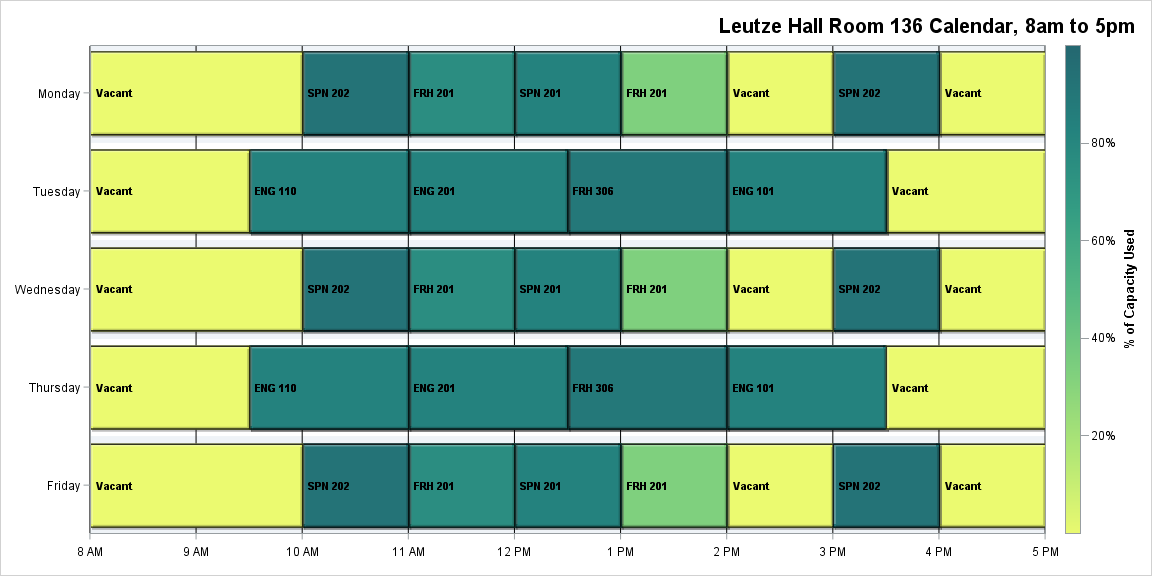 Leutze Hall Room 136 Calendar, 8am to 5pm
Monday
Vacant
SPN 202
FRH 201
SPN 201
FRH 201
Vacant
SPN 202
Vacant
Tuesday
Vacant
ENG 110
ENG 201
FRH 306
ENG 101
Vacant
Wednesday
Vacant
SPN 202
FRH 201
SPN 201
FRH 201
Vacant
SPN 202
Vacant
Thursday
Vacant
ENG 110
ENG 201
FRH 306
ENG 101
Vacant
Friday
Vacant
SPN 202
FRH 201
SPN 201
FRH 201
Vacant
SPN 202
Vacant
8 AM
9 AM
10 AM
11 AM
12 PM
1 PM
2 PM
3 PM
4 PM
5 PM
80%
60%
40%
20%
% of Capacity Used